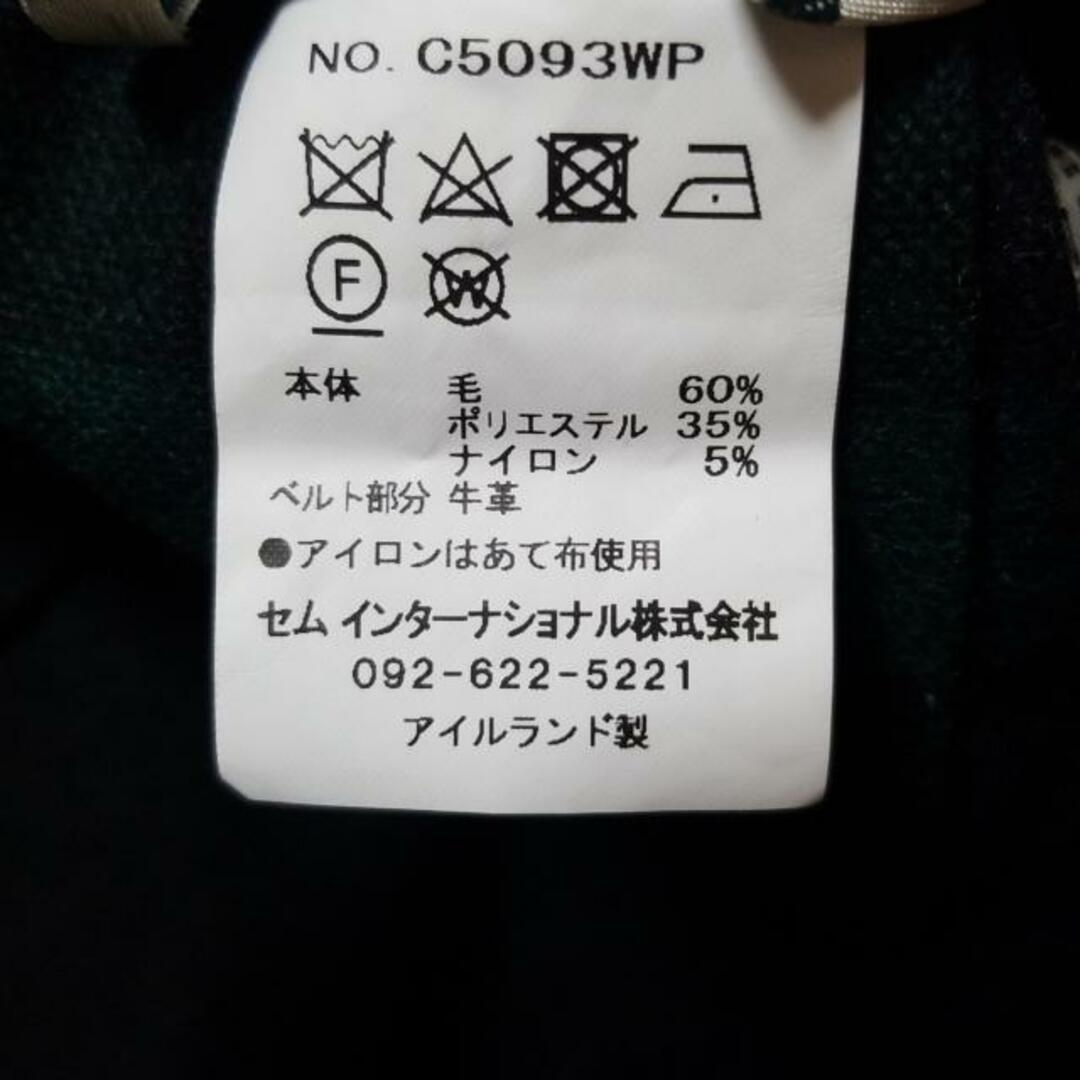 NO. C5093WP
F W
本体 毛 60%
ポリエステル 35%
ナイロン 5%
ベルト部分 牛革
●アイロンはあて布使用
セム インターナショナル株式会社
092-622-5221
アイルランド製